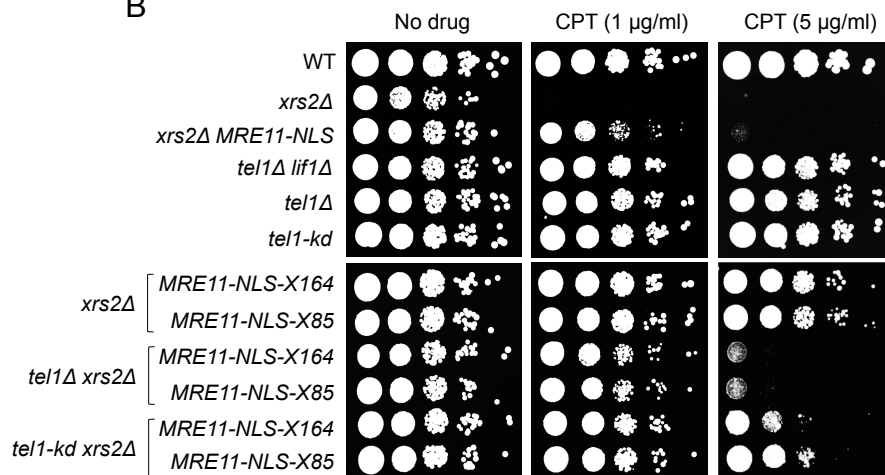 B
No drug CPT (1 µg/ml) CPT (5 µg/ml)
WT
xrs2Δ
xrs2Δ MRE11-NLS
tel1Δ lif1Δ
tel1Δ
tel1-kd
xrs2Δ MRE11-NLS-X164
MRE11-NLS-X85
tel1Δ xrs2Δ MRE11-NLS-X164
MRE11-NLS-X85
tel1-kd xrs2Δ MRE11-NLS-X164
MRE11-NLS-X85